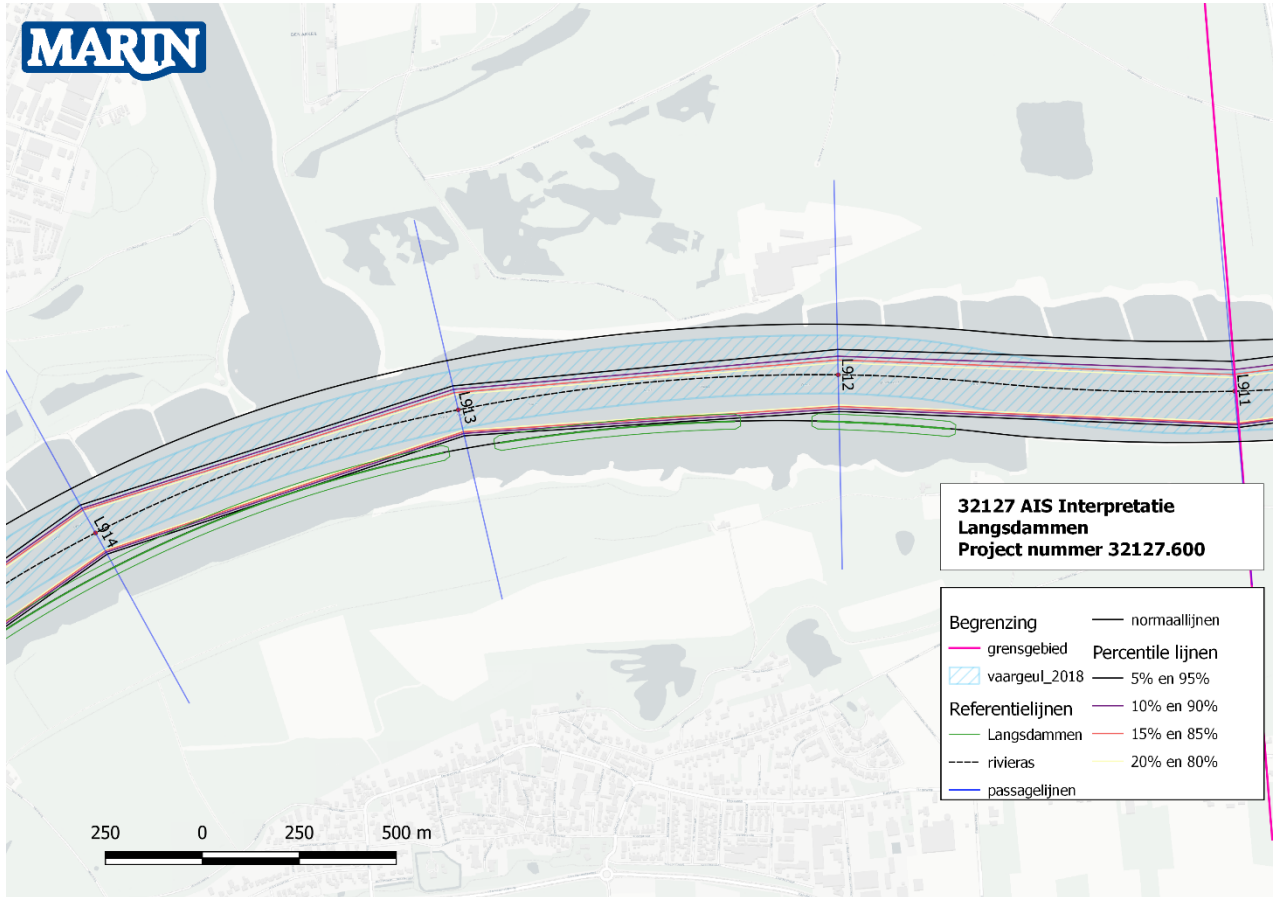 MARIN
L911
L912
L913
L914
32127 AIS Interpretatie
Langsdammen
Project nummer 32127.600
Begrenzing
grensgebied
vaargeul_2018
Referentielijnen
Langsdammen
rivieras
passagelijnen
normaallijnen
Percentile lijnen
5% en 95%
10% en 90%
15% en 85%
20% en 80%
250 0 250 500 m